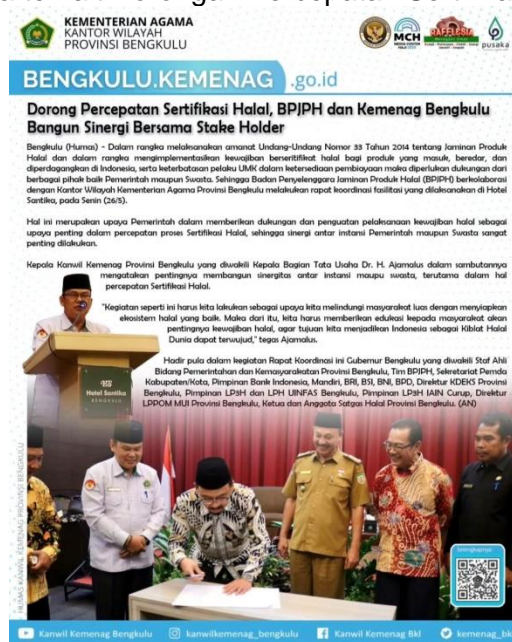 KEMENTERIAN AGAMA
KANTOR WILAYAH
PROVINSI BENGKULU
MCH
RAFFLESIA
pusaka
BENGKULU.KEMENAG .go.id
Dorong Percepatan Sertifikasi Halal, BPJPH dan Kemenag Bengkulu
Bangun Sinergi Bersama Stake Holder
Bengkulu (Humas) - Dalam rangka melaksanakan amanat Undang-Undang Nomor 33 Tahun 2014 tentang Jaminan Produk
Halal dan dalam rangka mengimplementasikan kewajiban bersertifikat halal bagi produk yang masuk, beredar, dan
diperdagangkan di Indonesia, serta keterbatasan pelaku UMK dalam ketersediaan pembiayaan maka diperlukan dukungan dari
berbagai pihak baik Pemerintah maupun Swasta. Sehingga Badan Penyelenggara Jaminan Produk Halal (BPJPH) berkolaborasi
dengan Kantor Wilayah Kementerian Agama Provinsi Bengkulu melakukan rapat koordinasi fasilitasi yang dilaksanakan di Hotel
Santika, pada Senin (26/5).
Hal ini merupakan upaya Pemerintah dalam memberikan dukungan dan penguatan pelaksanaan kewajiban halal sebagai
upaya penting dalam percepatan proses Sertifikasi Halal, sehingga sinergi antar instansi Pemerintah maupun Swasta sangat
penting dilakukan.
Kepala Kanwil Kemenag Provinsi Bengkulu yang diwakili Kepala Bagian Tata Usaha Dr. H. Ajamalus dalam sambutannya
mengatakan pentingnya membangun sinergitas antar instansi maupu swasta, terutama dalam hal
percepatan Sertifikasi Halal.
"Kegiatan seperti ini harus kita lakukan sebagai upaya kita melindungi masyarakat luas dengan menyiapkan
ekosistem halal yang baik. Maka dari itu, kita harus memberikan edukasi kepada masyarakat akan
pentingnya kewajiban halal, agar tujuan kita menjadikan Indonesia sebagai Kiblat Halal
Dunia dapat terwujud," tegas Ajamalus.
Hadir pula dalam kegiatan Rapat Koordinasi ini Gubernur Bengkulu yang diwakili Staf Ahli
Bidang Pemerintahan dan Kemasyarakatan Provinsi Bengkulu, Tim BPJPH, Sekretariat Pemda
Kabupaten/Kota, Pimpinan Bank Indonesia, Mandiri, BRI, BSI, BNI, BPD, Direktur KDEKS Provinsi
Bengkulu, Pimpinan LP3H dan LPH UINFAS Bengkulu, Pimpinan LP3H IAIN Curup, Direktur
LPPOM MUI Provinsi Bengkulu, Ketua dan Anggota Satgas Halal Provinsi Bengkulu. (AN)
Hotel Santika
BENGKULU
HUMAS KANWIL KEMENAG PROVINSI BENGKULU
Selengkapnya
Kanwil Kemenag Bengkulu
kanwilkemenag_bengkulu
Kanwil Kemenag Bkl
kemenag_bk